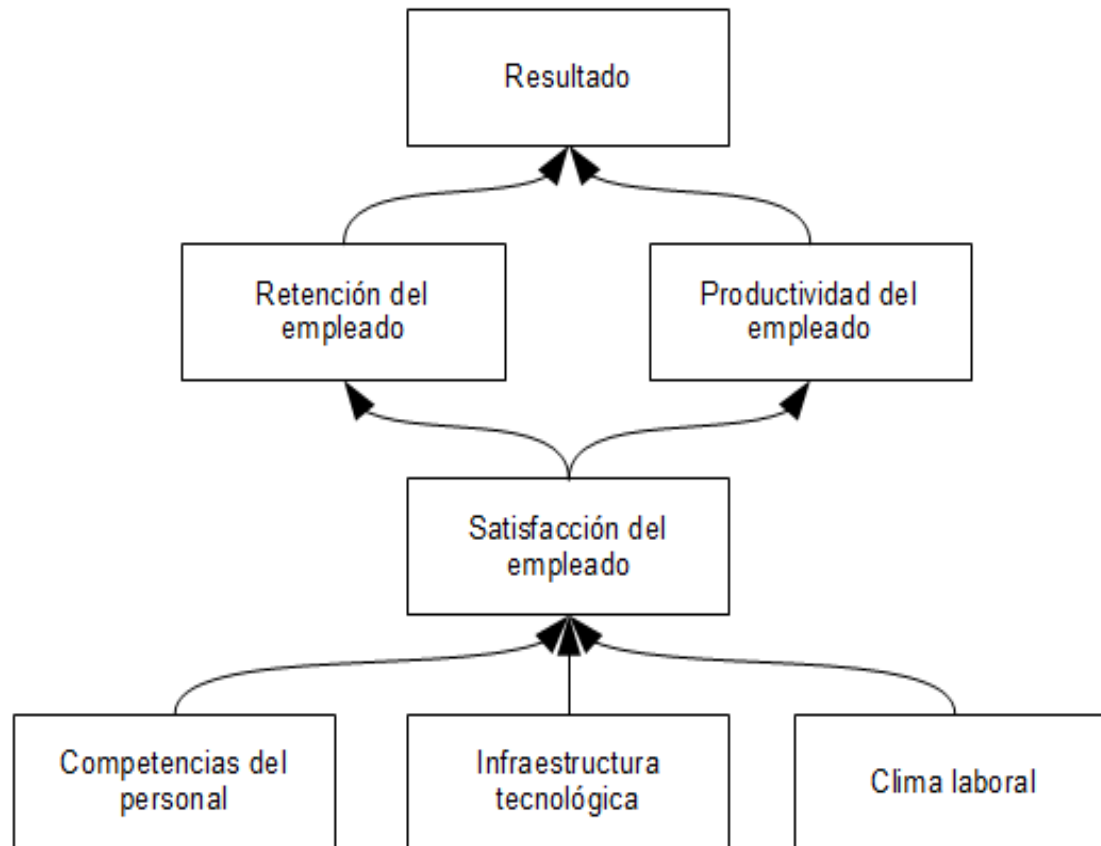 Resultado
Retención del
empleado
Productividad del
empleado
Satisfacción del
empleado
Competencias del
personal
Infraestructura
tecnológica
Clima laboral